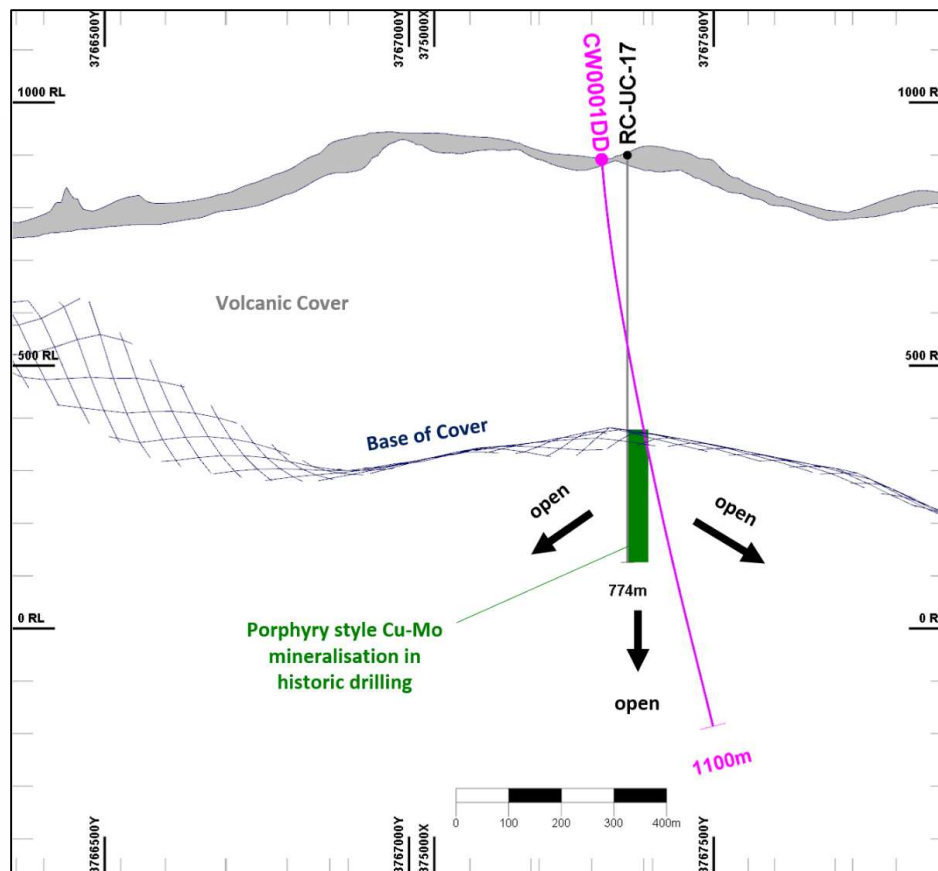 3766500Y
3767000Y
375000X
3767500Y
CW0001DD
RC-UC-17
1000 RL
1000 R
Volcanic Cover
500 RL
500 R
Base of Cover
open
open
774m
0 RL
0 R
Porphyry style Cu-Mo
mineralisation in
historic drilling
open
1100m
0 100 200 300 400m
3766500Y
3767000Y
375000X
3767500Y